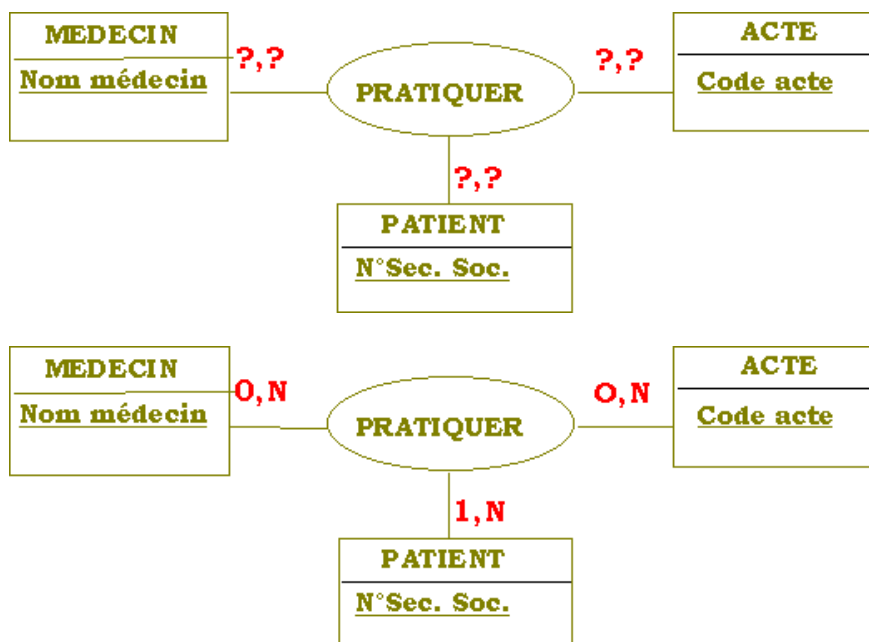 MEDECIN
Nom médecin
?,?
PRATIQUER
?,?
ACTE
Code acte
?,?
PATIENT
N°Sec. Soc.
MEDECIN
Nom médecin
0,N
PRATIQUER
O,N
ACTE
Code acte
1,N
PATIENT
N°Sec. Soc.